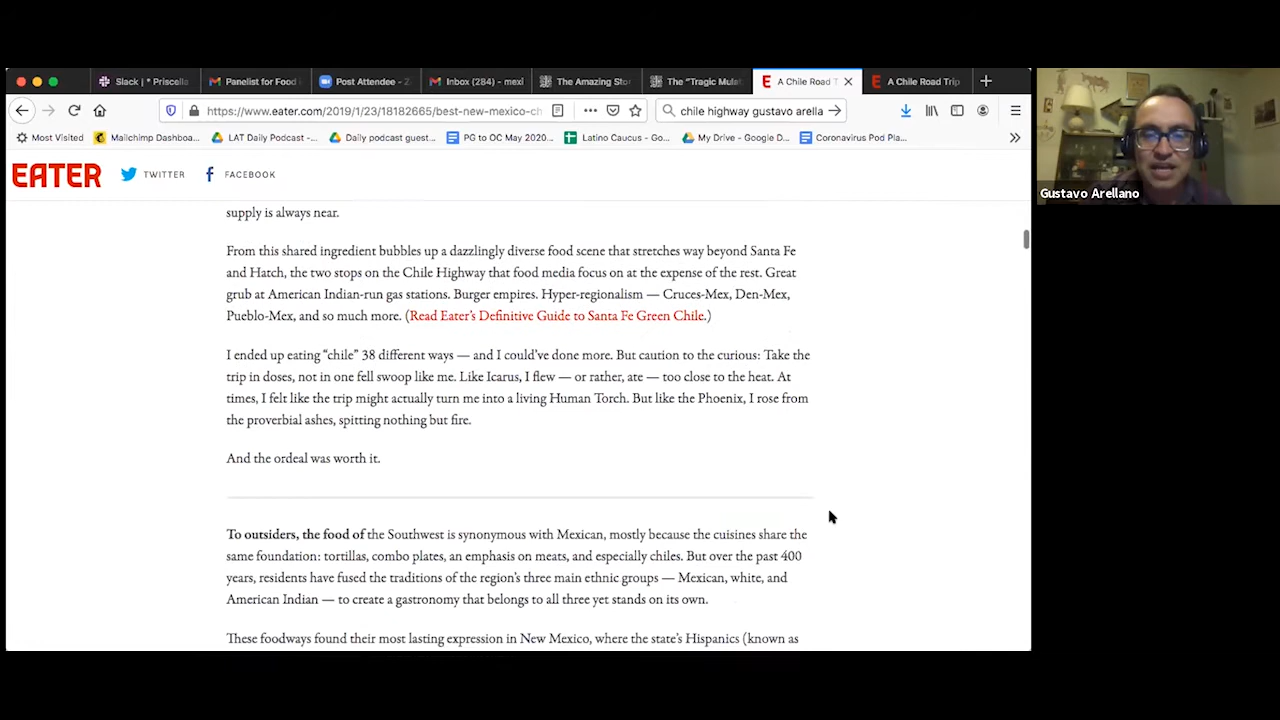 Slack | * Priscella
Panelist for Food
Post Attendee - Z
Inbox (284) - mexi
The Amazing Sto
The "Tragic Mulat
A Chile Road T
A Chile Road Trip
https://www.eater.com/2019/1/23/18182665/best-new-mexico-ch
chile highway gustavo arella
Most Visited
Mailchimp Dashboa...
LAT Daily Podcast -...
Daily podcast guest...
PG to OC May 2020...
Latino Caucus - Go...
My Drive - Google D...
Coronavirus Pod Pla...
EATER
TWITTER
FACEBOOK
Gustavo Arellano
supply is always near.
From this shared ingredient bubbles up a dazzlingly diverse food scene that stretches way beyond Santa Fe
and Hatch, the two stops on the Chile Highway that food media focus on at the expense of the rest. Great
grub at American Indian-run gas stations. Burger empires. Hyper-regionalism — Cruces-Mex, Den-Mex,
Pueblo-Mex, and so much more. (Read Eater's Definitive Guide to Santa Fe Green Chile.)
I ended up eating “chile” 38 different ways — and I could’ve done more. But caution to the curious: Take the
trip in doses, not in one fell swoop like me. Like Icarus, I flew — or rather, ate — too close to the heat. At
times, I felt like the trip might actually turn me into a living Human Torch. But like the Phoenix, I rose from
the proverbial ashes, spitting nothing but fire.
And the ordeal was worth it.
To outsiders, the food of the Southwest is synonymous with Mexican, mostly because the cuisines share the
same foundation: tortillas, combo plates, an emphasis on meats, and especially chiles. But over the past 400
years, residents have fused the traditions of the region’s three main ethnic groups — Mexican, white, and
American Indian — to create a gastronomy that belongs to all three yet stands on its own.
These foodways found their most lasting expression in New Mexico, where the state’s Hispanics (known as